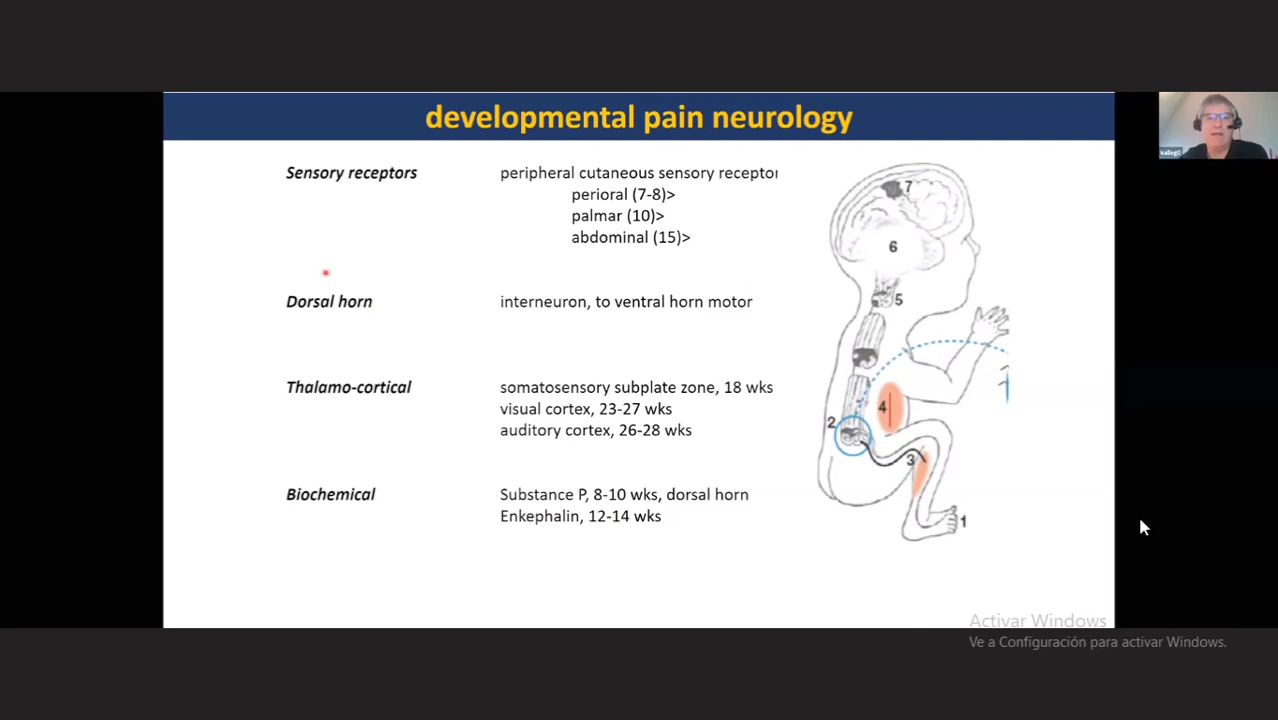 developmental pain neurology
Sensory receptors
peripheral cutaneous sensory receptor
perioral (7-8)>
palmar (10)>
abdominal (15)>
Dorsal horn
interneuron, to ventral horn motor
Thalamo-cortical
somatosensory subplate zone, 18 wks
visual cortex, 23-27 wks
auditory cortex, 26-28 wks
Biochemical
Substance P, 8-10 wks, dorsal horn
Enkephalin, 12-14 wks
7
6
5
4
2
3
1
Activar Windows
Ve a Configuración para activar Windows.